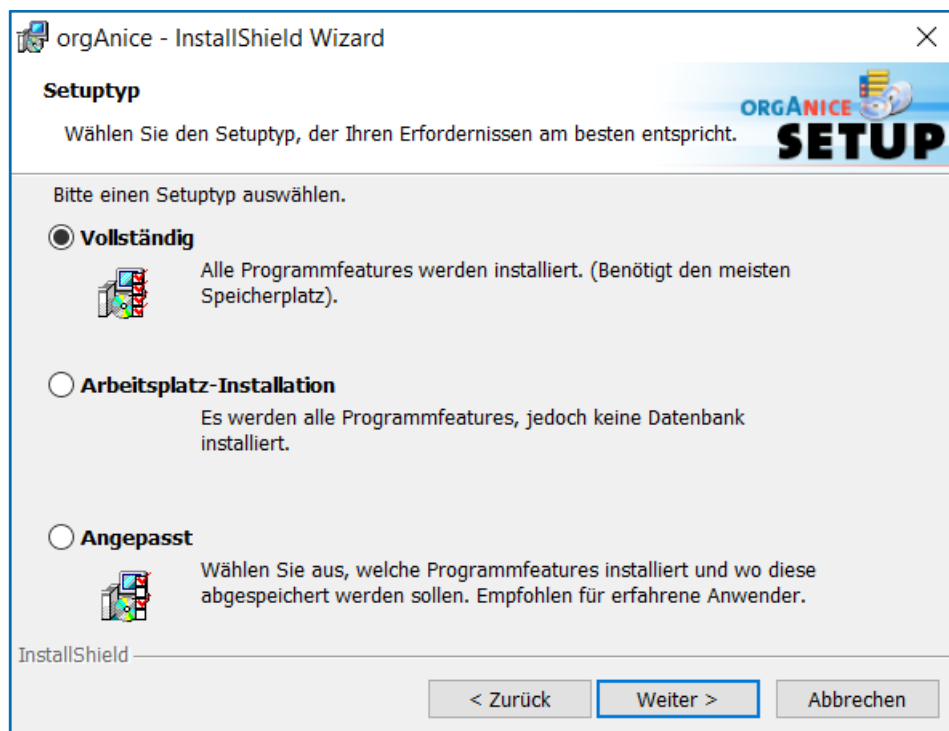 orgAnice - InstallShield Wizard
Setuptyp
Wählen Sie den Setuptyp, der Ihren Erfordernissen am besten entspricht.
ORGANICE
SETUP
Bitte einen Setuptyp auswählen.
Vollständig
Alle Programmfeatures werden installiert. (Benötigt den meisten
Speicherplatz).
Arbeitsplatz-Installation
Es werden alle Programmfeatures, jedoch keine Datenbank
installiert.
Angepasst
Wählen Sie aus, welche Programmfeatures installiert und wo diese
abgespeichert werden sollen. Empfohlen für erfahrene Anwender.
InstallShield
< Zurück Weiter > Abbrechen